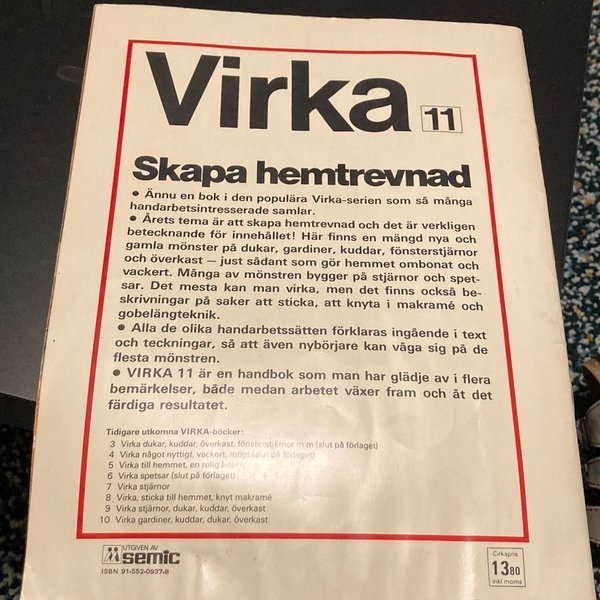 Virka 11
Skapa hemtrevnad
● Ännu en bok i den populära Virka-serien som så många
handarbetsintresserade samlar.
● Årets tema är att skapa hemtrevnad och det är verkligen
betecknande för innehållet! Här finns en mängd nya och
gamla mönster på dukar, gardiner, kuddar, fönsterstjärnor
och överkast — just sådant som gör hemmet ombonat och
vackert. Många av mönstren bygger på stjärnor och spet-
sar. Det mesta kan man virka, men det finns också be-
skrivningar på saker att sticka, att knyta i makramé och
gobelängteknik.
● Alla de olika handarbetssätten förklaras ingående i text
och teckningar, så att även nybörjare kan våga sig på de
flesta mönstren.
● VIRKA 11 är en handbok som man har glädje av i flera
bemärkelser, både medan arbetet växer fram och åt det
färdiga resultatet.
Tidigare utkomna VIRKA-böcker:
3 Virka dukar, kuddar, överkast, fönsterstjärnor m m (slut på förlaget)
4 Virka något nyttigt, vackert, roligt (slut på förlaget)
5 Virka till hemmet, en rolig hobby
6 Virka spetsar (slut på förlaget)
7 Virka stjärnor
8 Virka, sticka till hemmet, knyt makramé
9 Virka stjärnor, dukar, kuddar, överkast
10 Virka gardiner, kuddar, dukar, överkast
UTGIVEN AV
semic
ISBN 91-552-0937-8
Cirkapris
13 80
inkl moms